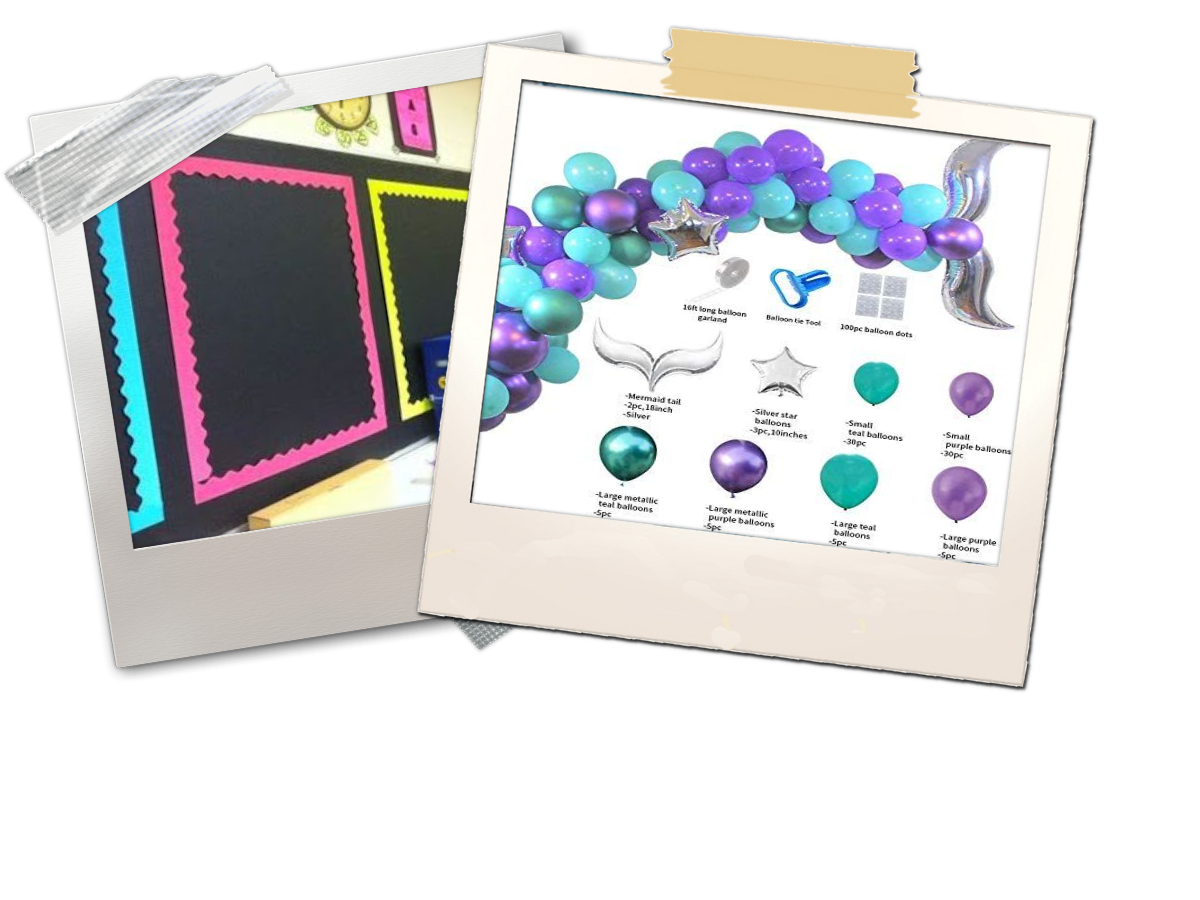 16ft long balloon
garland
Balloon tie Tool
100pc balloon dots
-Mermaid tail
-2pc,18inch
-Silver
-Silver star
balloons
-3pc,10inches
-Small
teal balloons
-30pc
-Small
purple balloons
-30pc
-Large metallic
teal balloons
-5pc
-Large metallic
purple balloons
-5pc
-Large teal
balloons
-5pc
-Large purple
balloons
-5pc